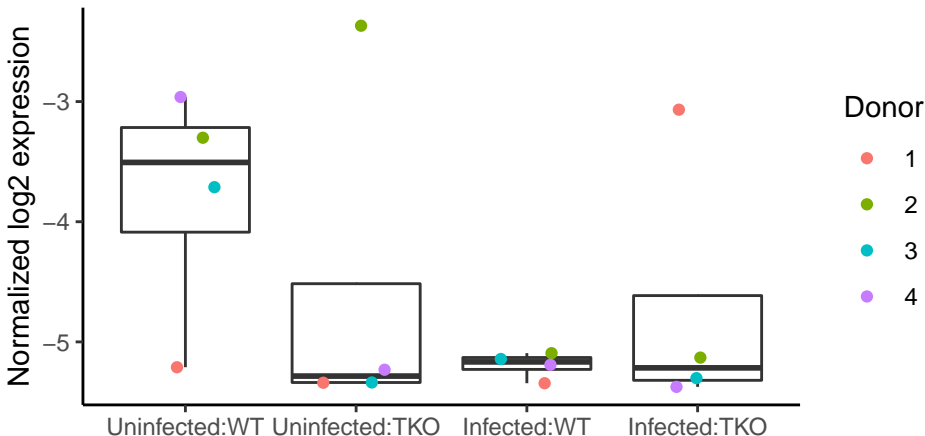 Normalized log2 expression
−3
−4
−5
Uninfected:WT Uninfected:TKO Infected:WT Infected:TKO
Donor
1
2
3
4